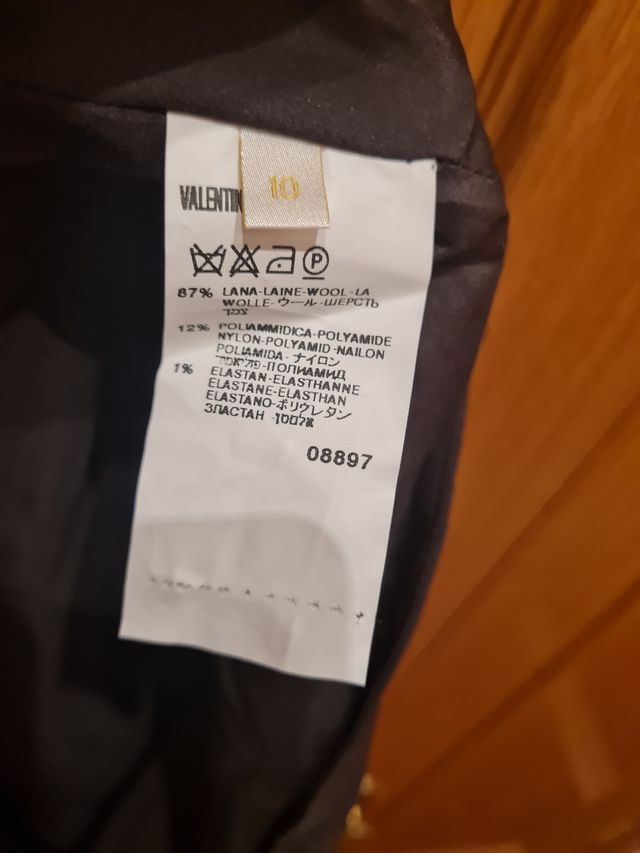 10
VALENTIN
P
87% LANA-LAINE-WOOL-LA
WOLLE-ウール-ШЕРСТЬ
צמר
12% POLIAMMIDICA-POLYAMIDE
NYLON-POLYAMID-NAILON
POLIAMIDA-ナイロン
-ПОЛИАМИД
1% ELASTAN-ELASTHANNE
ELASTANE-ELASTHAN
ELASTANO-ポリウレタン
ЭЛАСТАН
08897